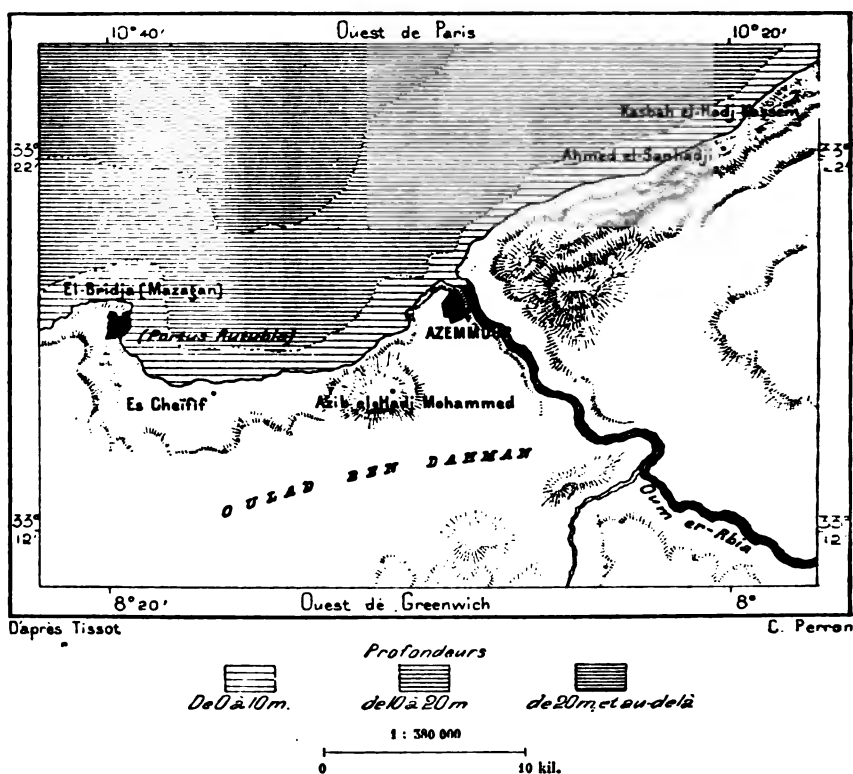 10°40' Ouest de Paris 10°20'
Kasbah el-Hadj Kassem
33° 22' Ahmed el-Sanhadji 33° 22'
El-Bridja (Mazagan)
(Portus Rutubis)
AZEMMOUR
Es Cheïfif
Azib el-Hadj Mohammed
OULAD BEN DAHMAN
Oum er-Rbia
33° 12' 33° 12'
8°20' Ouest de Greenwich 8°
D'après Tissot C. Perron
Profondeurs
De 0 à 10 m. de 10 à 20 m de 20 m. et au-delà
1 : 380 000
0 10 kil.